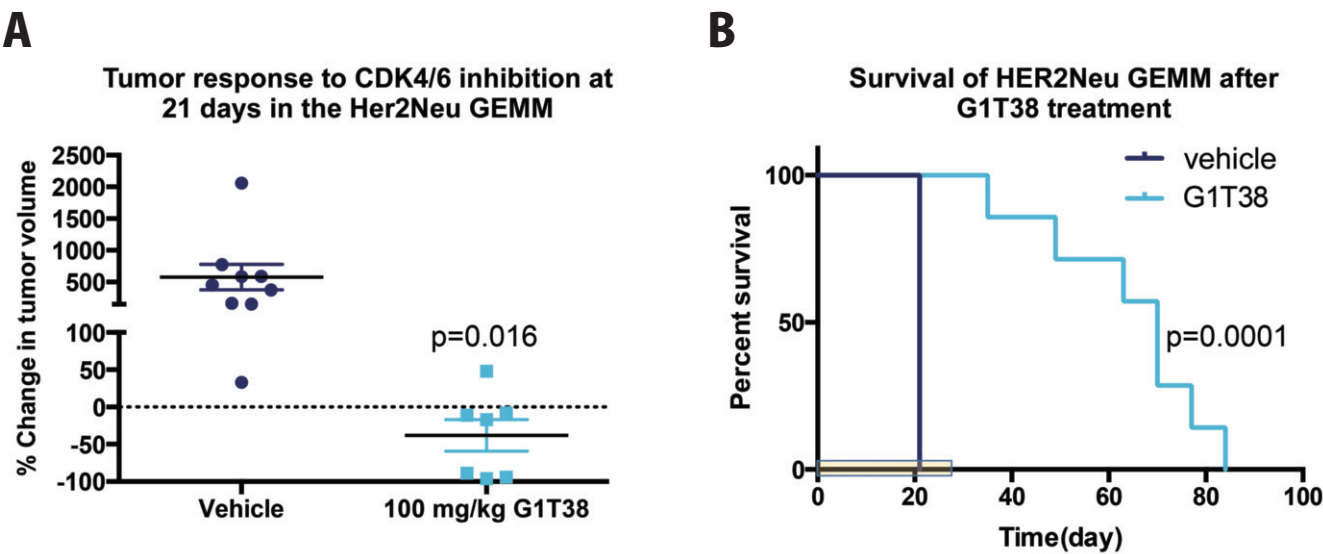 A
Tumor response to CDK4/6 inhibition at
21 days in the Her2Neu GEMM
% Change in tumor volume
2500
2000
1500
1000
500
100
50
0
-50
-100
p=0.016
Vehicle
100 mg/kg G1T38
B
Survival of HER2Neu GEMM after
G1T38 treatment
vehicle
G1T38
Percent survival
100
50
0
p=0.0001
0 20 40 60 80 100
Time(day)